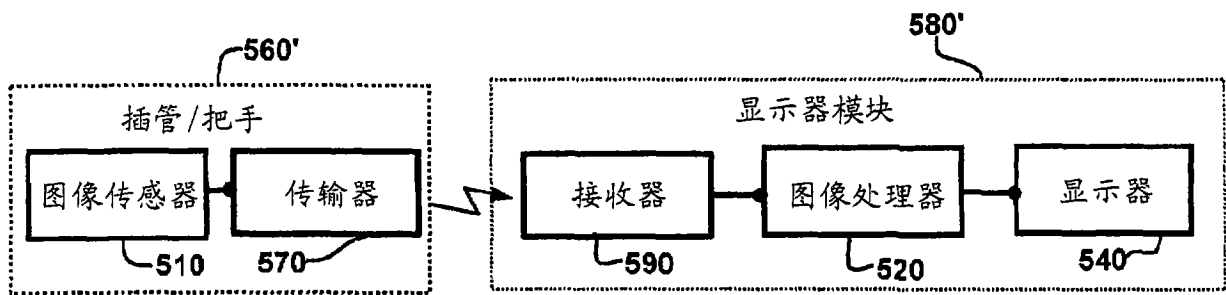 560'
580'
插管/把手
显示器模块
图像传感器
传输器
接收器
图像处理器
显示器
510
570
590
520
540